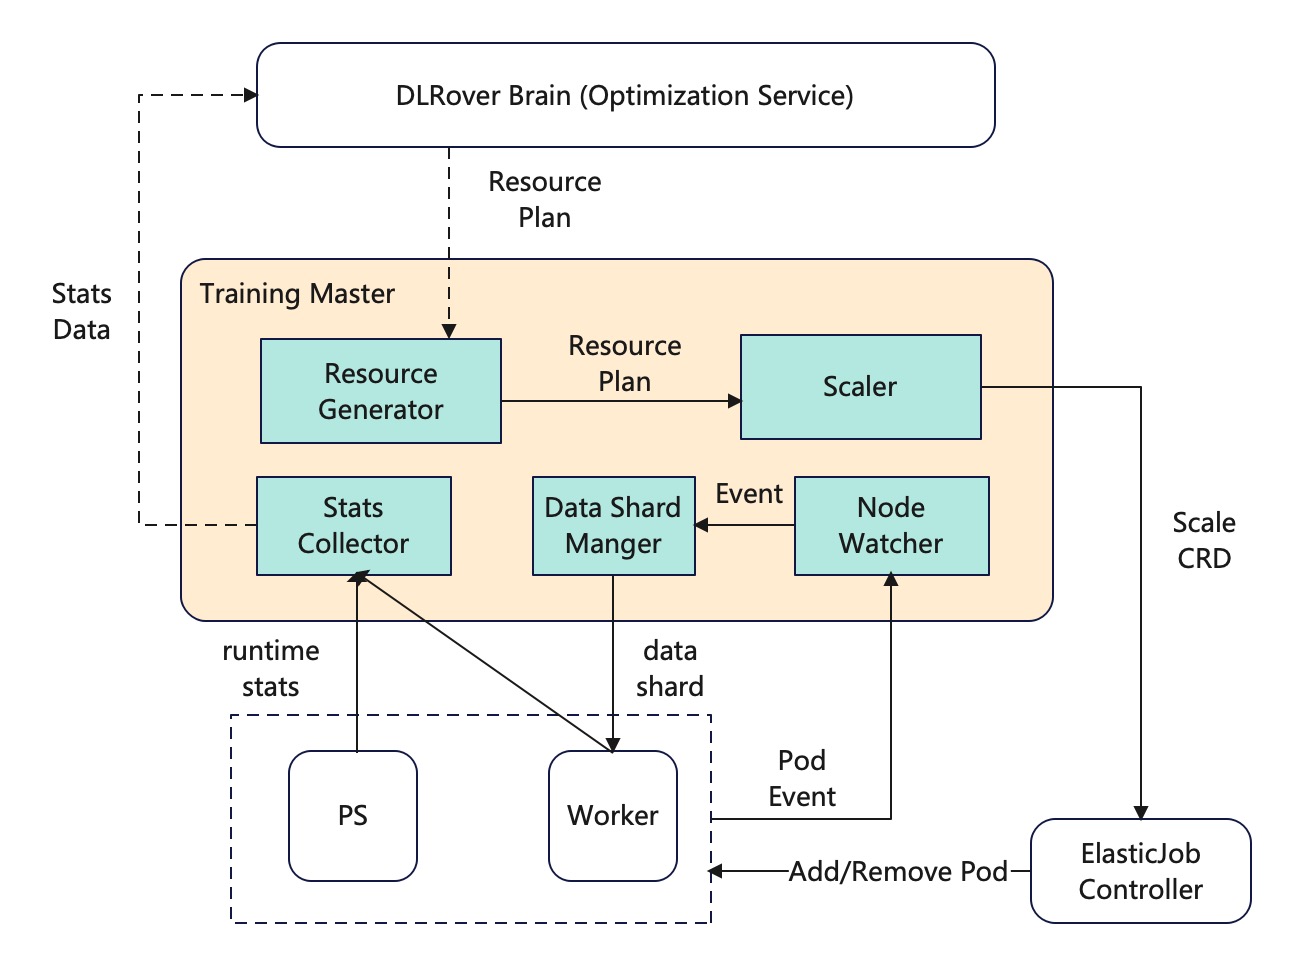 DLRover Brain (Optimization Service)
Resource
Plan
Stats
Data
Training Master
Resource
Generator
Resource
Plan
Scaler
Stats
Collector
Data Shard
Manger
Event
Node
Watcher
Scale
CRD
runtime
stats
data
shard
PS
Worker
Pod
Event
Add/Remove Pod
ElasticJob
Controller